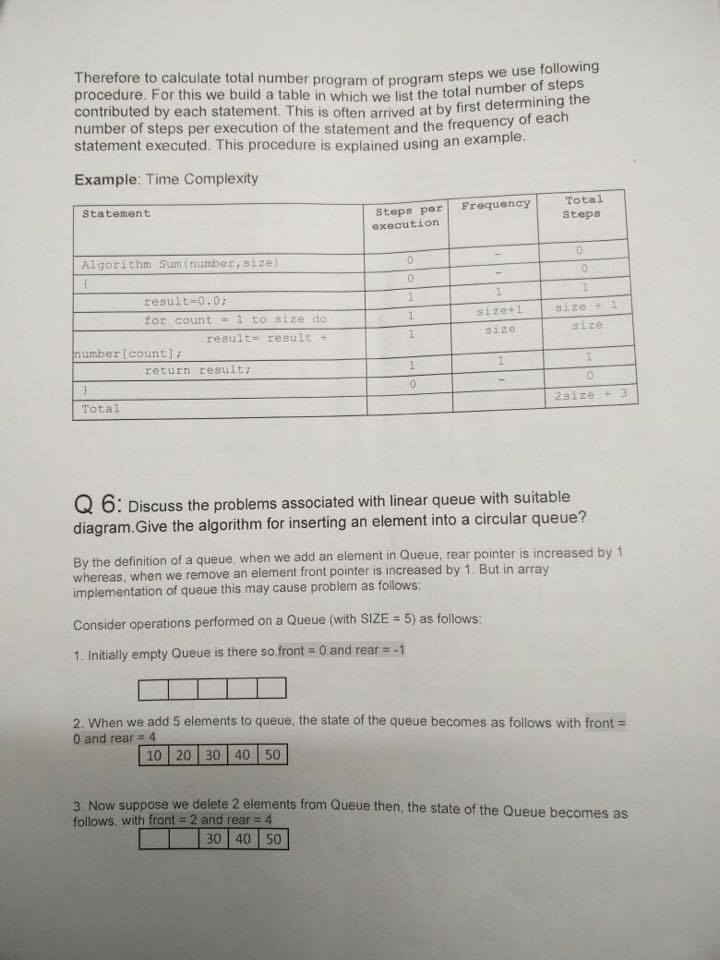 Therefore to calculate total number program of program steps we use following
procedure. For this we build a table in which we list the total number of steps
contributed by each statement. This is often arrived at by first determining the
number of steps per execution of the statement and the frequency of each
statement executed. This procedure is explained using an example.
Example: Time Complexity
Statement Steps per execution Frequency Total Steps
Algorithm Sum(number,size) 0 - 0
{ 0 - 0
result=0.0; 1 1 1
for count = 1 to size do 1 size+1 size + 1
result= result + 1 size size
number[count];
return result; 1 1 1
} 0 - 0
Total 2size + 3
Q 6: Discuss the problems associated with linear queue with suitable
diagram.Give the algorithm for inserting an element into a circular queue?
By the definition of a queue, when we add an element in Queue, rear pointer is increased by 1
whereas, when we remove an element front pointer is increased by 1. But in array
implementation of queue this may cause problem as follows:
Consider operations performed on a Queue (with SIZE = 5) as follows:
1. Initially empty Queue is there so,front = 0 and rear = -1
2. When we add 5 elements to queue, the state of the queue becomes as follows with front =
0 and rear = 4
10 20 30 40 50
3. Now suppose we delete 2 elements from Queue then, the state of the Queue becomes as
follows, with front = 2 and rear = 4
30 40 50